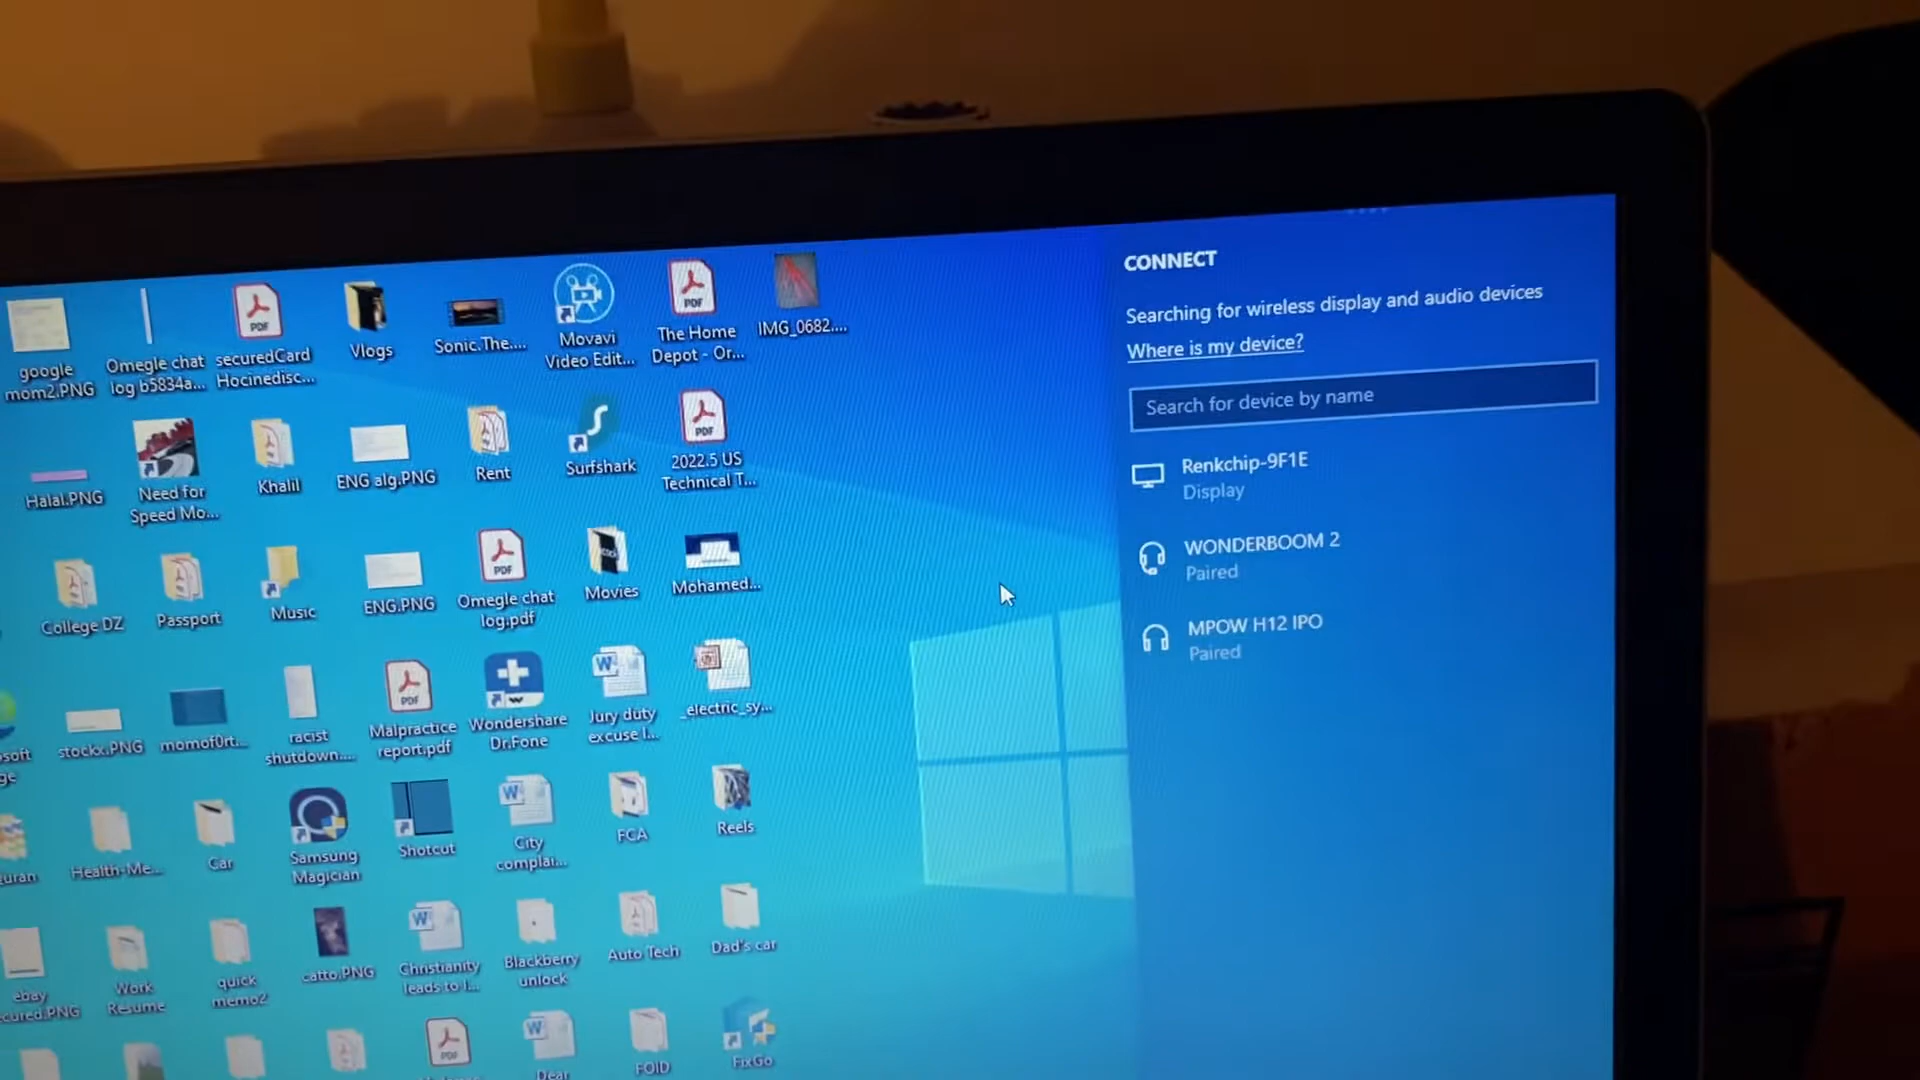 google
mom2.PNG
Omegle chat
log b5834a...
securedCard
Hocinedisc...
Vlogs
Sonic.The....
Movavi
Video Edit...
PDF
The Home
Depot - Or...
IMG_0682....
Halal.PNG
Need for
Speed Mo...
Khalil
ENG alg.PNG
Rent
Surfshark
PDF
2022.5 US
Technical T...
College DZ
Passport
Music
ENG.PNG
PDF
Omegle chat
log.pdf
Movies
Mohamed...
stockx.PNG
momof0rt...
racist
shutdown....
PDF
Malpractice
report.pdf
Wondershare
Dr.Fone
Jury duty
excuse l...
_electric_sy...
Health-Me...
Car
Samsung
Magician
Shotcut
City
complai...
FCA
Reels
ebay
Work
Resume
quick
memo2
catto.PNG
Christianity
leads to I...
Blackberry
unlock
Auto Tech
Dad's car
PDF
Dear
FOID
FixGo
CONNECT
Searching for wireless display and audio devices
Where is my device?
Search for device by name
Renkchip-9F1E
Display
WONDERBOOM 2
Paired
MPOW H12 IPO
Paired